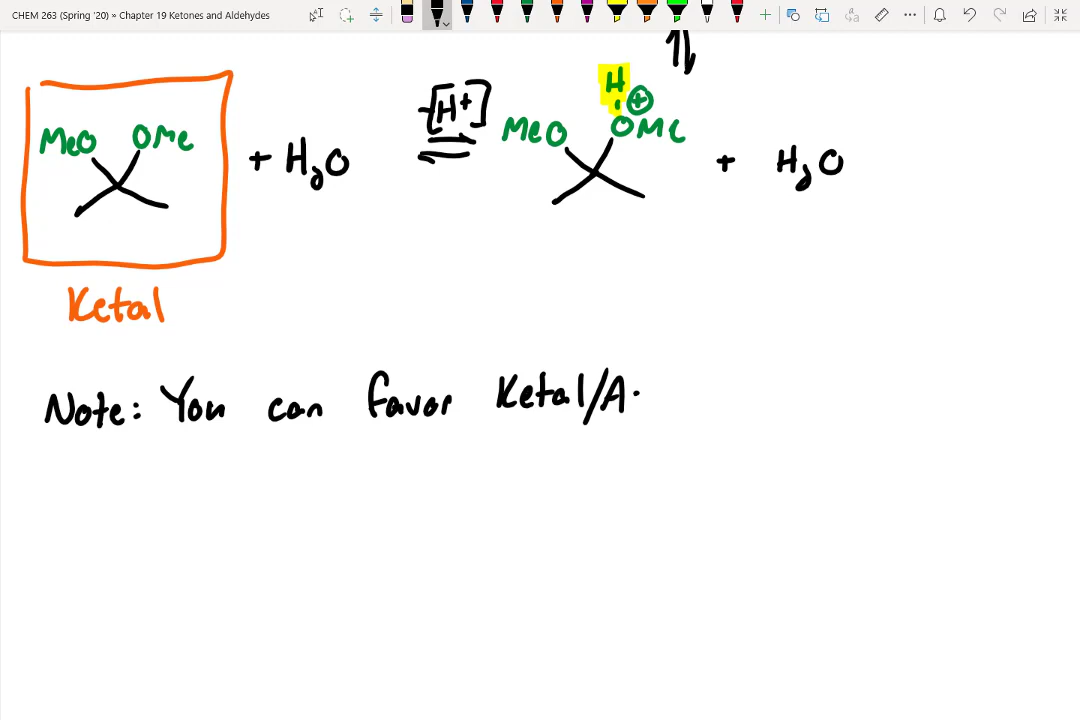 CHEM 263 (Spring '20) » Chapter 19 Ketones and Aldehydes
H
[H+] ⊕
MeO OMe + H2O MeO OMe + H2O
Ketal
Note: You can favor Ketal/A